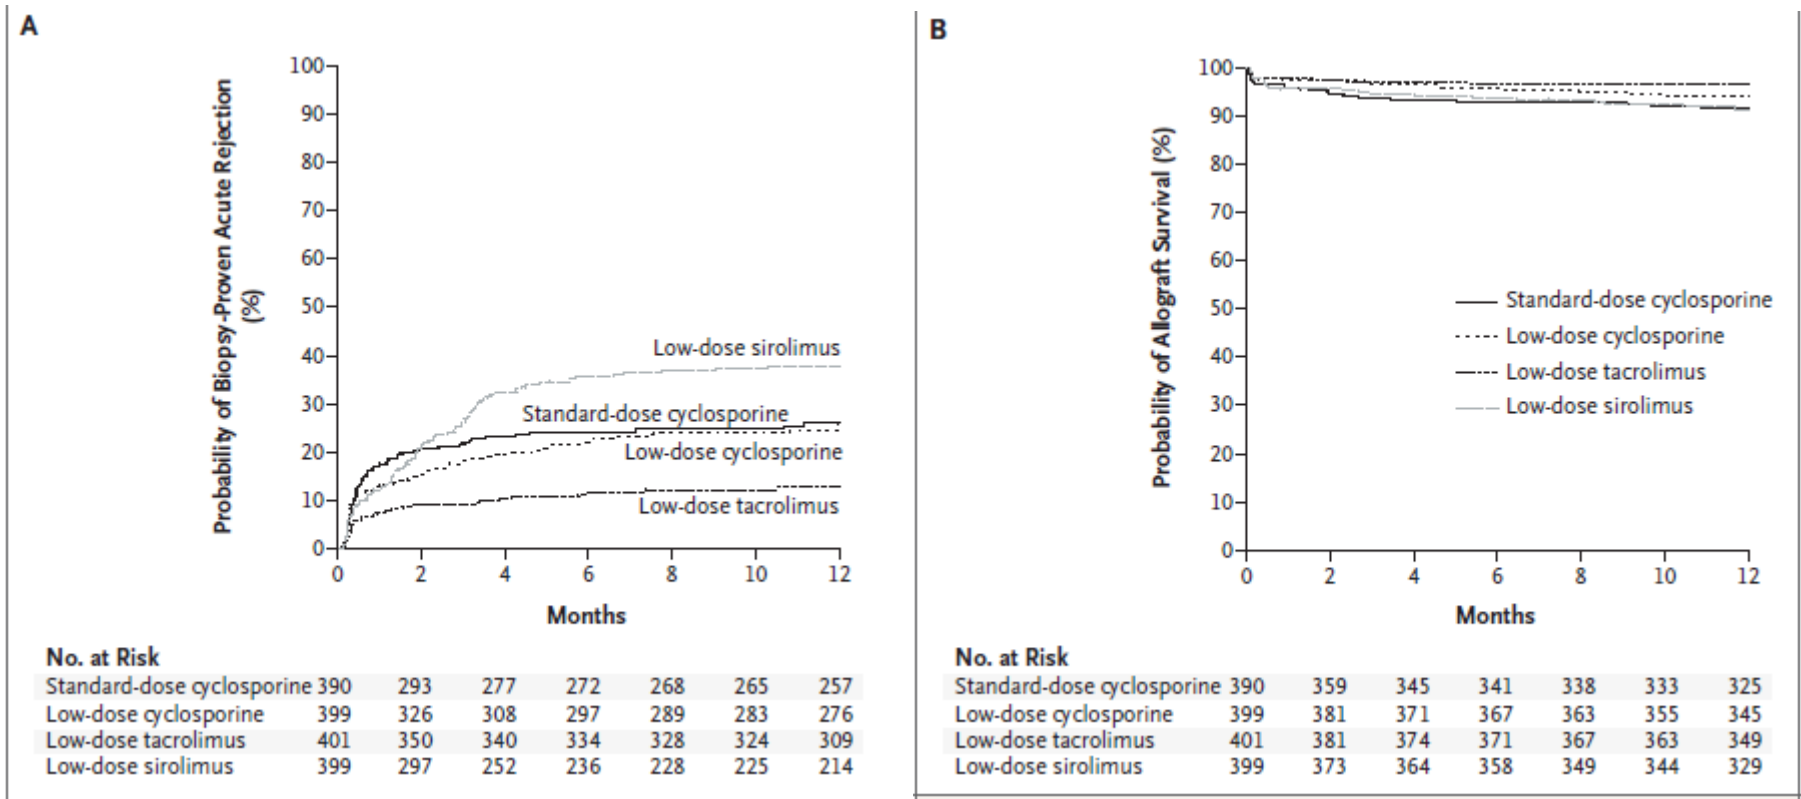 A
Probability of Biopsy-Proven Acute Rejection
(%)
100
90
80
70
60
50
40
30
20
10
0
Low-dose sirolimus
Standard-dose cyclosporine
Low-dose cyclosporine
Low-dose tacrolimus
0 2 4 6 8 10 12
Months
No. at Risk
Standard-dose cyclosporine 390 293 277 272 268 265 257
Low-dose cyclosporine 399 326 308 297 289 283 276
Low-dose tacrolimus 401 350 340 334 328 324 309
Low-dose sirolimus 399 297 252 236 228 225 214
B
Probability of Allograft Survival (%)
100
90
80
70
60
50
40
30
20
10
0
Standard-dose cyclosporine
Low-dose cyclosporine
Low-dose tacrolimus
Low-dose sirolimus
0 2 4 6 8 10 12
Months
No. at Risk
Standard-dose cyclosporine 390 359 345 341 338 333 325
Low-dose cyclosporine 399 381 371 367 363 355 345
Low-dose tacrolimus 401 381 374 371 367 363 349
Low-dose sirolimus 399 373 364 358 349 344 329